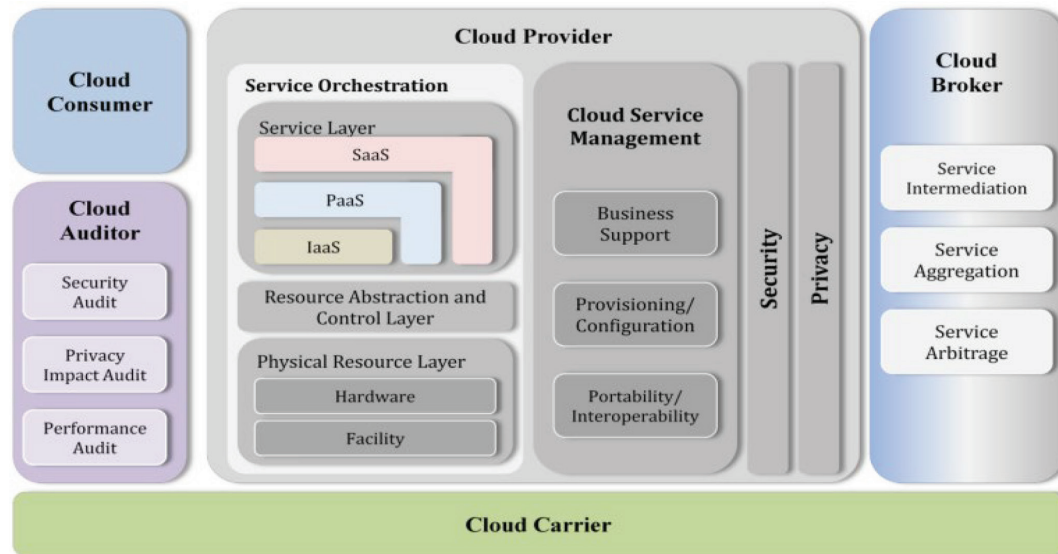 Cloud
Consumer
Cloud
Auditor
Security
Audit
Privacy
Impact Audit
Performance
Audit
Cloud Provider
Service Orchestration
Service Layer
SaaS
PaaS
IaaS
Resource Abstraction and
Control Layer
Physical Resource Layer
Hardware
Facility
Cloud Service
Management
Business
Support
Provisioning/
Configuration
Portability/
Interoperability
Security
Privacy
Cloud
Broker
Service
Intermediation
Service
Aggregation
Service
Arbitrage
Cloud Carrier